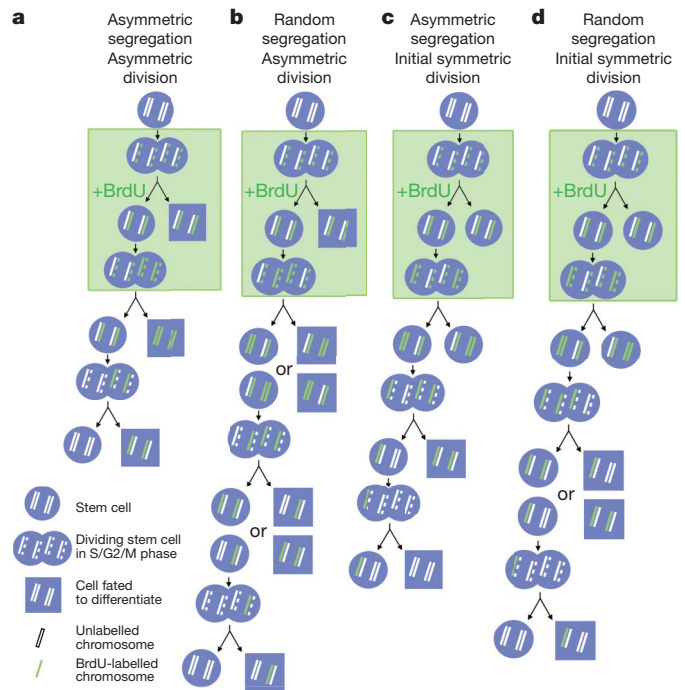 a
Asymmetric
segregation
Asymmetric
division
b
Random
segregation
Asymmetric
division
c
Asymmetric
segregation
Initial symmetric
division
d
Random
segregation
Initial symmetric
division
+BrdU
+BrdU
+BrdU
+BrdU
or
or
or
Stem cell
Dividing stem cell
in S/G2/M phase
Cell fated
to differentiate
Unlabelled
chromosome
BrdU-labelled
chromosome